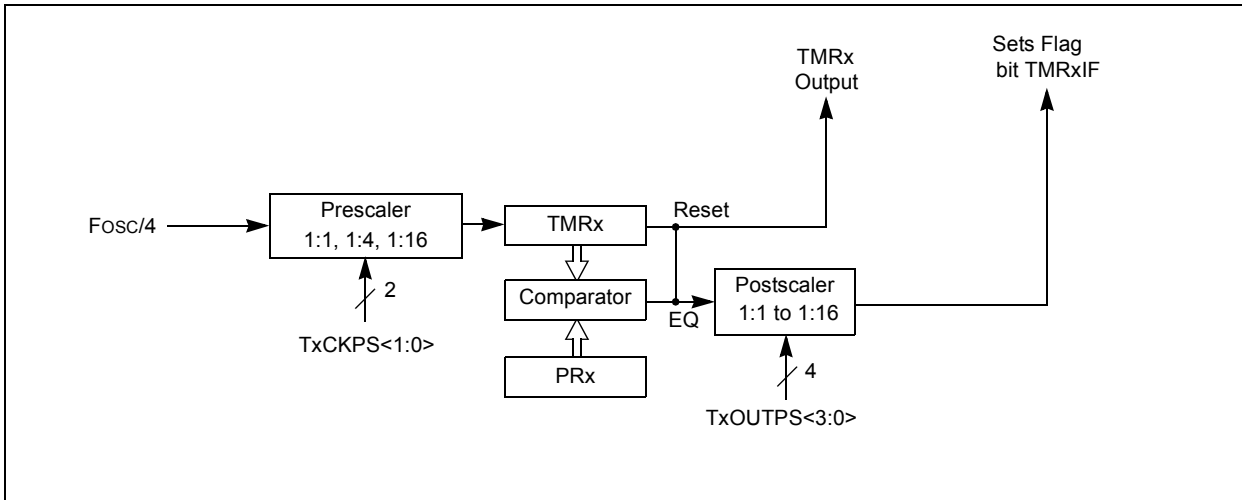 TMRx
Output
Sets Flag
bit TMRxIF
FOSC/4
Prescaler
1:1, 1:4, 1:16
2
TxCKPS<1:0>
TMRx
Reset
Comparator
EQ
PRx
Postscaler
1:1 to 1:16
4
TxOUTPS<3:0>